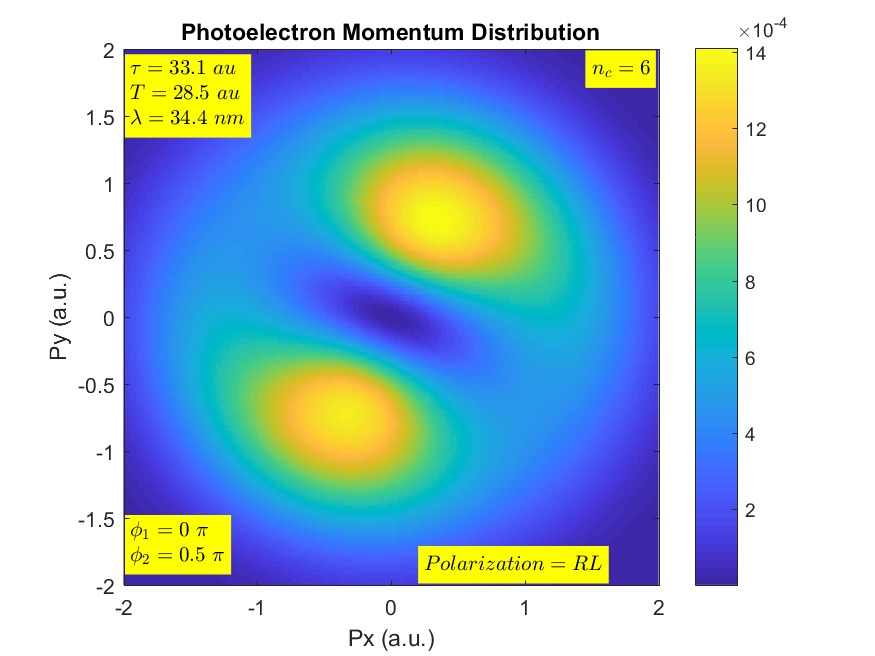 Photoelectron Momentum Distribution
×10⁻⁴
τ = 33.1 au
T = 28.5 au
λ = 34.4 nm
n_c = 6
ϕ₁ = 0 π
ϕ₂ = 0.5 π
Polarization = RL
2
1.5
1
0.5
0
-0.5
-1
-1.5
-2
Py (a.u.)
-2
-1
0
1
2
Px (a.u.)
14
12
10
8
6
4
2